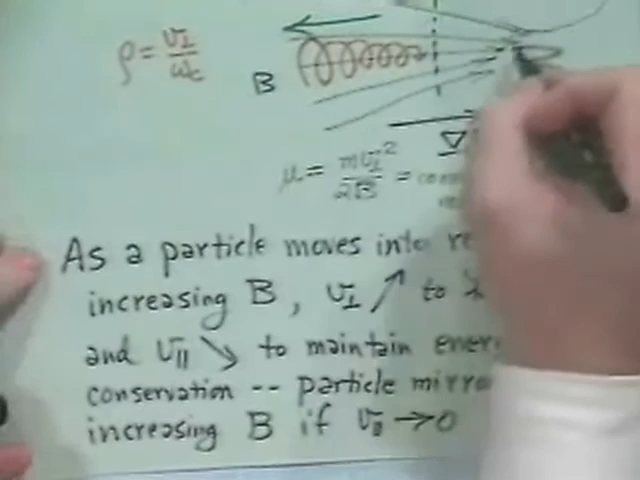 ρ = v⊥/ωc
B
∇
μ = mv⊥²/2B =
As a particle moves into
increasing B, v⊥ ↗ to
and v|| ↘ to maintain
conservation -- particle
increasing B if v|| → 0